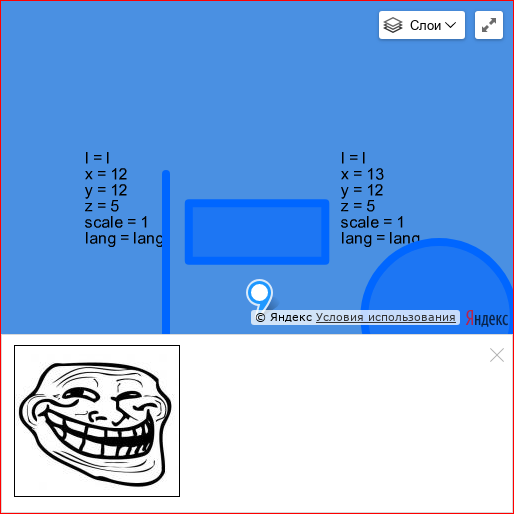 Слои
l = l
x = 12
y = 12
z = 5
scale = 1
lang = lang
l = l
x = 13
y = 12
z = 5
scale = 1
lang = lang
© Яндекс Условия использования
Яндекс